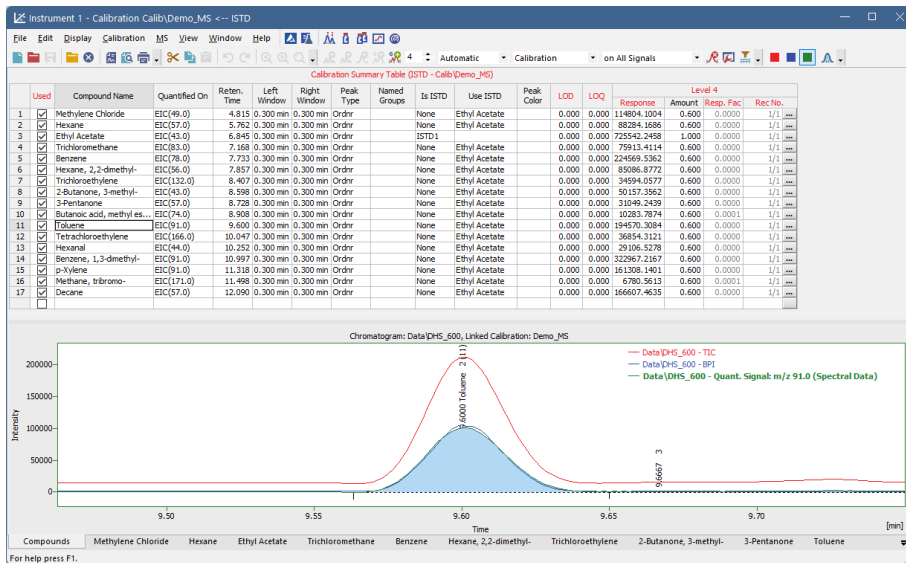 Instrument 1 - Calibration Calib\Demo_MS <-- ISTD
File Edit Display Calibration MS View Window Help
4 Automatic Calibration on All Signals
Calibration Summary Table (ISTD - Calib\Demo_MS)
Used Compound Name Quantified On Reten. Time Left Window Right Window Peak Type Named Groups Is ISTD Use ISTD Peak Color LOD LOQ Level 4
Response Amount Resp. Fac Rec No.
1 Methylene Chloride EIC(49.0) 4.815 0.300 min 0.300 min Ordnr None Ethyl Acetate 0.000 0.000 114804.1004 0.600 0.0000 1/1 ...
2 Hexane EIC(57.0) 5.762 0.300 min 0.300 min Ordnr None Ethyl Acetate 0.000 0.000 88284.1686 0.600 0.0000 1/1 ...
3 Ethyl Acetate EIC(43.0) 6.845 0.300 min 0.300 min Ordnr ISTD1 0.000 0.000 725542.2458 1.000 0.0000 1/1 ...
4 Trichloromethane EIC(83.0) 7.168 0.300 min 0.300 min Ordnr None Ethyl Acetate 0.000 0.000 75913.4114 0.600 0.0000 1/1 ...
5 Benzene EIC(78.0) 7.733 0.300 min 0.300 min Ordnr None Ethyl Acetate 0.000 0.000 224569.5362 0.600 0.0000 1/1 ...
6 Hexane, 2,2-dimethyl- EIC(56.0) 7.857 0.300 min 0.300 min Ordnr None Ethyl Acetate 0.000 0.000 85086.8772 0.600 0.0000 1/1 ...
7 Trichloroethylene EIC(132.0) 8.407 0.300 min 0.300 min Ordnr None Ethyl Acetate 0.000 0.000 34594.0577 0.600 0.0000 1/1 ...
8 2-Butanone, 3-methyl- EIC(43.0) 8.598 0.300 min 0.300 min Ordnr None Ethyl Acetate 0.000 0.000 50157.3562 0.600 0.0000 1/1 ...
9 3-Pentanone EIC(57.0) 8.728 0.300 min 0.300 min Ordnr None Ethyl Acetate 0.000 0.000 31049.2439 0.600 0.0000 1/1 ...
10 Butanoic acid, methyl es... EIC(74.0) 8.908 0.300 min 0.300 min Ordnr None Ethyl Acetate 0.000 0.000 10283.7874 0.600 0.0001 1/1 ...
11 Toluene EIC(91.0) 9.600 0.300 min 0.300 min Ordnr None Ethyl Acetate 0.000 0.000 194570.3084 0.600 0.0000 1/1 ...
12 Tetrachloroethylene EIC(166.0) 10.047 0.300 min 0.300 min Ordnr None Ethyl Acetate 0.000 0.000 36854.3121 0.600 0.0000 1/1 ...
13 Hexanal EIC(44.0) 10.252 0.300 min 0.300 min Ordnr None Ethyl Acetate 0.000 0.000 29106.5278 0.600 0.0000 1/1 ...
14 Benzene, 1,3-dimethyl- EIC(91.0) 10.997 0.300 min 0.300 min Ordnr None Ethyl Acetate 0.000 0.000 322967.2167 0.600 0.0000 1/1 ...
15 p-Xylene EIC(91.0) 11.318 0.300 min 0.300 min Ordnr None Ethyl Acetate 0.000 0.000 161308.1401 0.600 0.0000 1/1 ...
16 Methane, tribromo- EIC(171.0) 11.498 0.300 min 0.300 min Ordnr None Ethyl Acetate 0.000 0.000 6780.5613 0.600 0.0001 1/1 ...
17 Decane EIC(57.0) 12.090 0.300 min 0.300 min Ordnr None Ethyl Acetate 0.000 0.000 166607.4635 0.600 0.0000 1/1 ...
Chromatogram: Data\DHS_600, Linked Calibration: Demo_MS
Data\DHS_600 - TIC
Data\DHS_600 - BPI
Data\DHS_600 - Quant. Signal: m/z 91.0 (Spectral Data)
Intensity
200000
150000
100000
50000
0
9.6000 Toluene 2 (11)
9.6667 3
9.50 9.55 9.60 9.65 9.70
Time [min]
Compounds Methylene Chloride Hexane Ethyl Acetate Trichloromethane Benzene Hexane, 2,2-dimethyl- Trichloroethylene 2-Butanone, 3-methyl- 3-Pentanone Toluene
For help press F1.